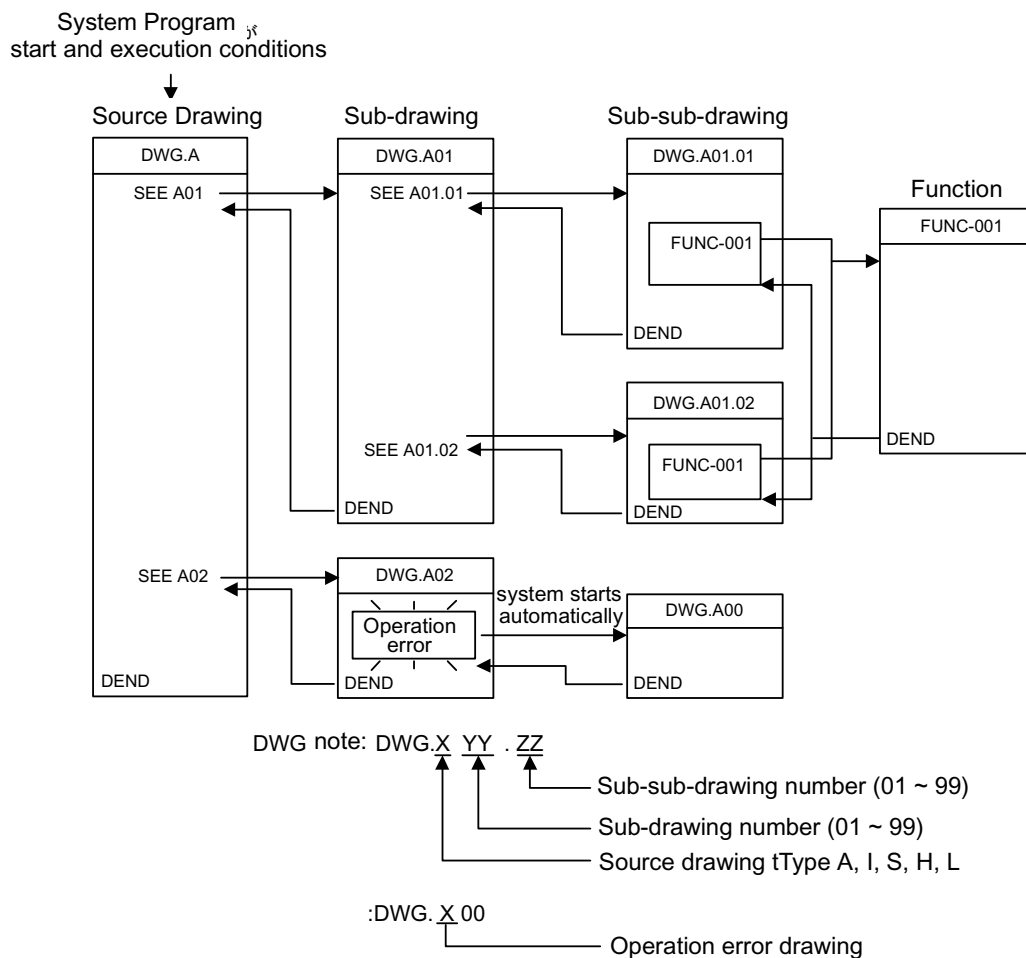 System Program が
start and execution conditions
Source Drawing
Sub-drawing
Sub-sub-drawing
Function
DWG.A
DWG.A01
DWG.A01.01
FUNC-001
SEE A01
SEE A01.01
FUNC-001
DEND
DWG.A01.02
SEE A01.02
FUNC-001
DEND
DEND
DEND
SEE A02
DWG.A02
system starts
automatically
DWG.A00
Operation
error
DEND
DEND
DEND
DWG note: DWG.X YY . ZZ
Sub-sub-drawing number (01 ~ 99)
Sub-drawing number (01 ~ 99)
Source drawing tType A, I, S, H, L
:DWG. X 00
Operation error drawing